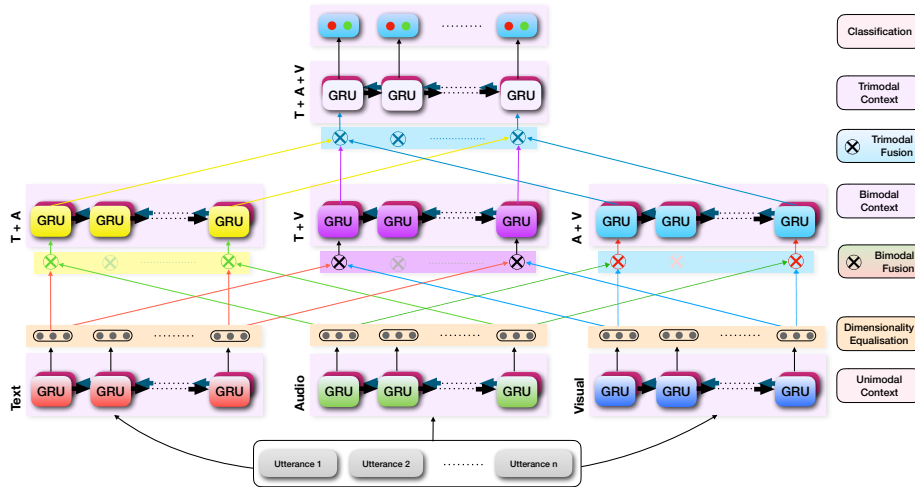 Classification
T + A + V
GRU GRU GRU
Trimodal
Context
Trimodal
Fusion
T + A
GRU GRU GRU
T + V
GRU GRU GRU
A + V
GRU GRU GRU
Bimodal
Context
Bimodal
Fusion
Dimensionality
Equalisation
Text
GRU GRU GRU
Audio
GRU GRU GRU
Visual
GRU GRU GRU
Unimodal
Context
Utterance 1 Utterance 2 ........ Utterance n